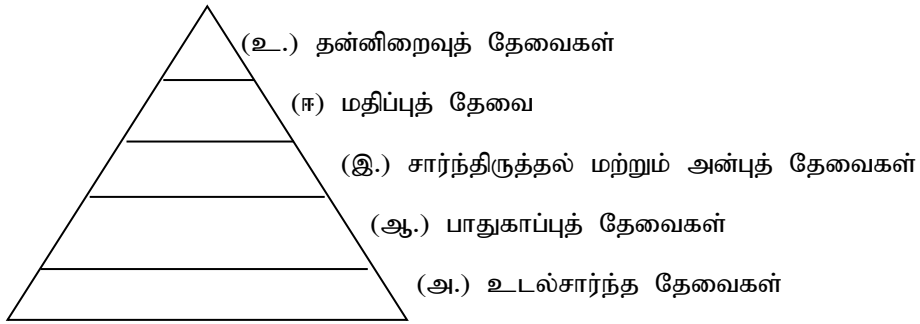 (உ.) தன்னிறைவுத் தேவைகள்
(ஈ) மதிப்புத் தேவை
(இ.) சார்ந்திருத்தல் மற்றும் அன்புத் தேவைகள்
(ஆ.) பாதுகாப்புத் தேவைகள்
(அ.) உடல்சார்ந்த தேவைகள்